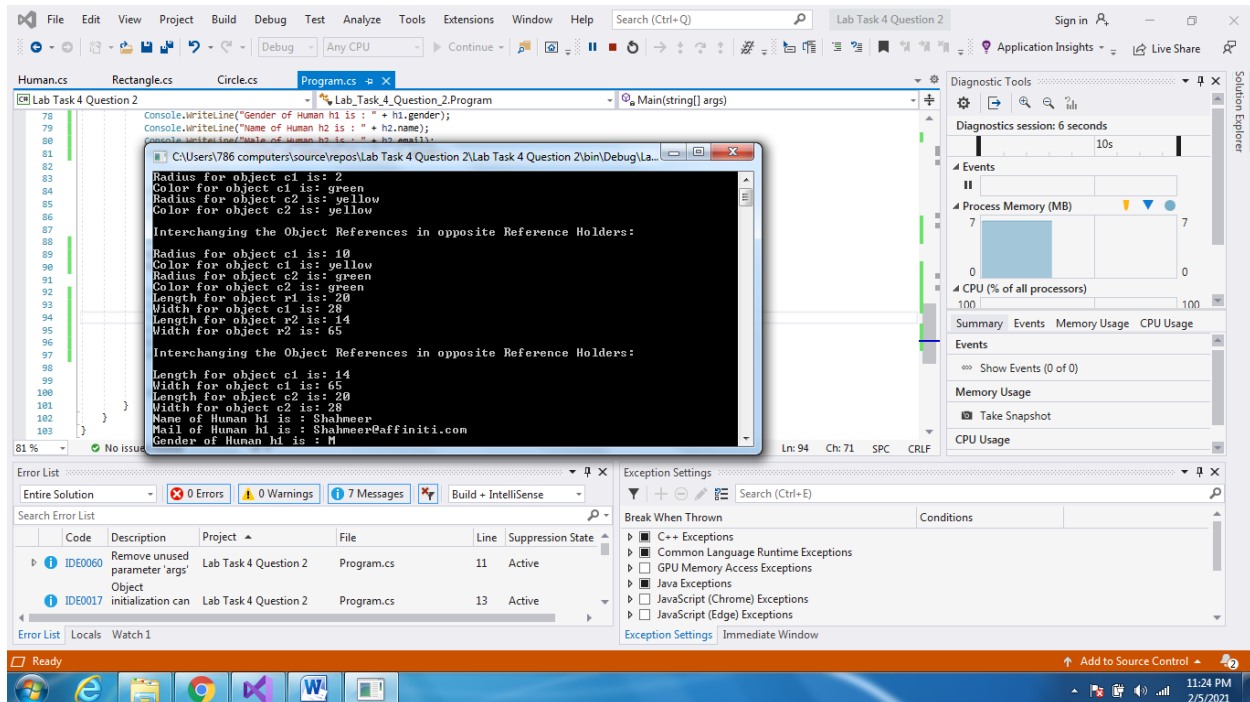 File Edit View Project Build Debug Test Analyze Tools Extensions Window Help Search (Ctrl+Q) Lab Task 4 Question 2 Sign in
Debug Any CPU Continue Application Insights Live Share
Human.cs Rectangle.cs Circle.cs Program.cs
C# Lab Task 4 Question 2 Lab_Task_4_Question_2.Program Main(string[] args)
78 Console.WriteLine("Gender of Human h1 is : " + h1.gender);
79 Console.WriteLine("Name of Human h2 is : " + h2.name);
80 Console.WriteLine("Male of Human h2 is : " + h2.email);
81
82
83
84
85
86
87
88
89
90
91
92
93
94
95
96
97
98
99
100
101 }
102 }
103 }
C:\Users\786 computers\source\repos\Lab Task 4 Question 2\Lab Task 4 Question 2\bin\Debug\La...
Radius for object c1 is: 2
Color for object c1 is: green
Radius for object c2 is: yellow
Color for object c2 is: yellow
Interchanging the Object References in opposite Reference Holders:
Radius for object c1 is: 10
Color for object c1 is: yellow
Radius for object c2 is: green
Color for object c2 is: green
Length for object r1 is: 20
Width for object c1 is: 28
Length for object r2 is: 14
Width for object r2 is: 65
Interchanging the Object References in opposite Reference Holders:
Length for object c1 is: 14
Width for object c1 is: 65
Length for object c2 is: 20
Width for object c2 is: 28
Name of Human h1 is : Shahmeer
Mail of Human h1 is : Shahmeer@affiniti.com
Gender of Human h1 is : M
81 % No issue Ln: 94 Ch: 71 SPC CRLF
Diagnostic Tools
Solution Explorer
Diagnostics session: 6 seconds
10s
Events
Process Memory (MB)
7 7
0 0
CPU (% of all processors)
100 100
Summary Events Memory Usage CPU Usage
Events
Show Events (0 of 0)
Memory Usage
Take Snapshot
CPU Usage
Error List
Entire Solution 0 Errors 0 Warnings 7 Messages Build + IntelliSense
Search Error List
Code Description Project File Line Suppression State
IDE0060 Remove unused parameter 'args' Lab Task 4 Question 2 Program.cs 11 Active
IDE0017 Object initialization can Lab Task 4 Question 2 Program.cs 13 Active
Error List Locals Watch 1
Exception Settings
Search (Ctrl+E)
Break When Thrown Conditions
C++ Exceptions
Common Language Runtime Exceptions
GPU Memory Access Exceptions
Java Exceptions
JavaScript (Chrome) Exceptions
JavaScript (Edge) Exceptions
Exception Settings Immediate Window
Ready Add to Source Control 2
11:24 PM
2/5/2021